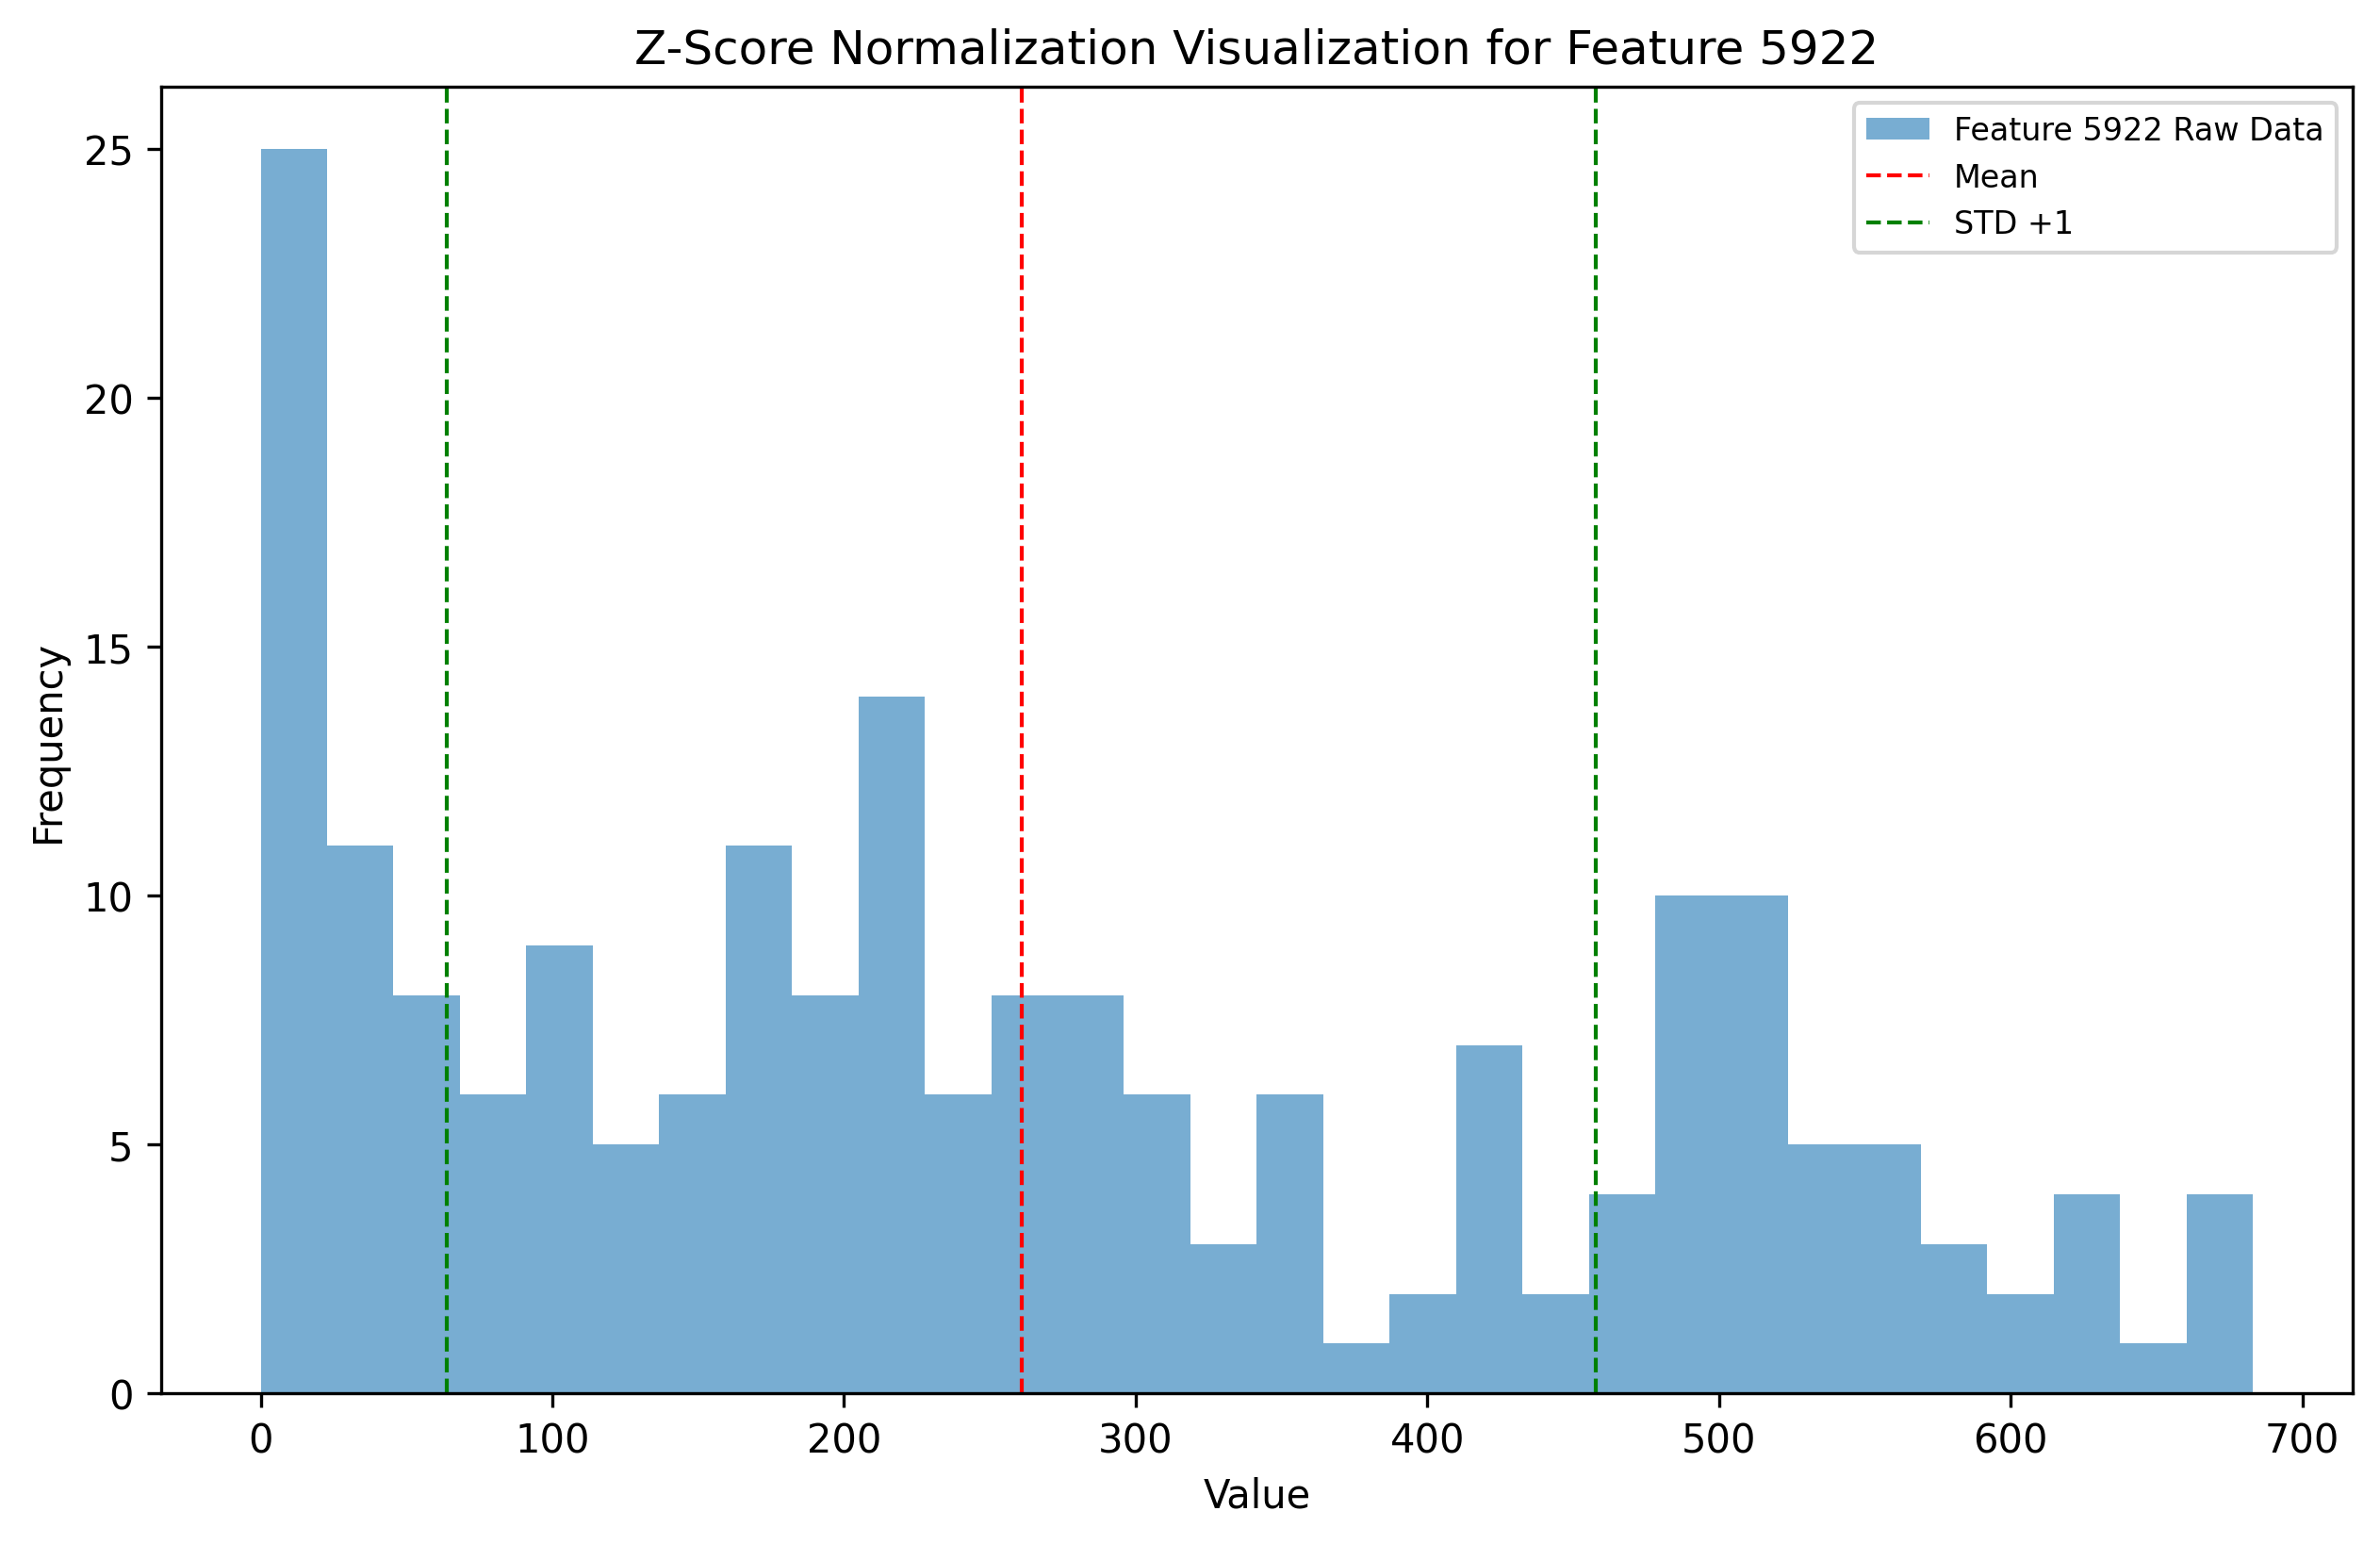 Z-Score Normalization Visualization for Feature 5922
Feature 5922 Raw Data
Mean
STD +1
25
20
15
10
5
0
Frequency
0 100 200 300 400 500 600 700
Value